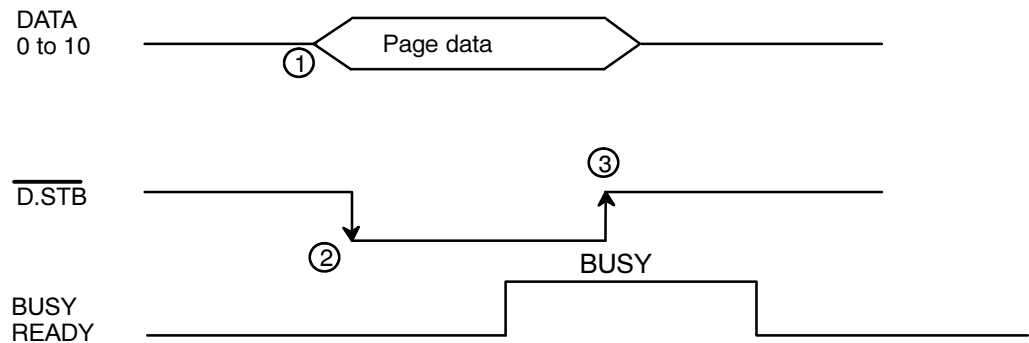 DATA
0 to 10
Page data
1
3
D.STB
2
BUSY
BUSY
READY